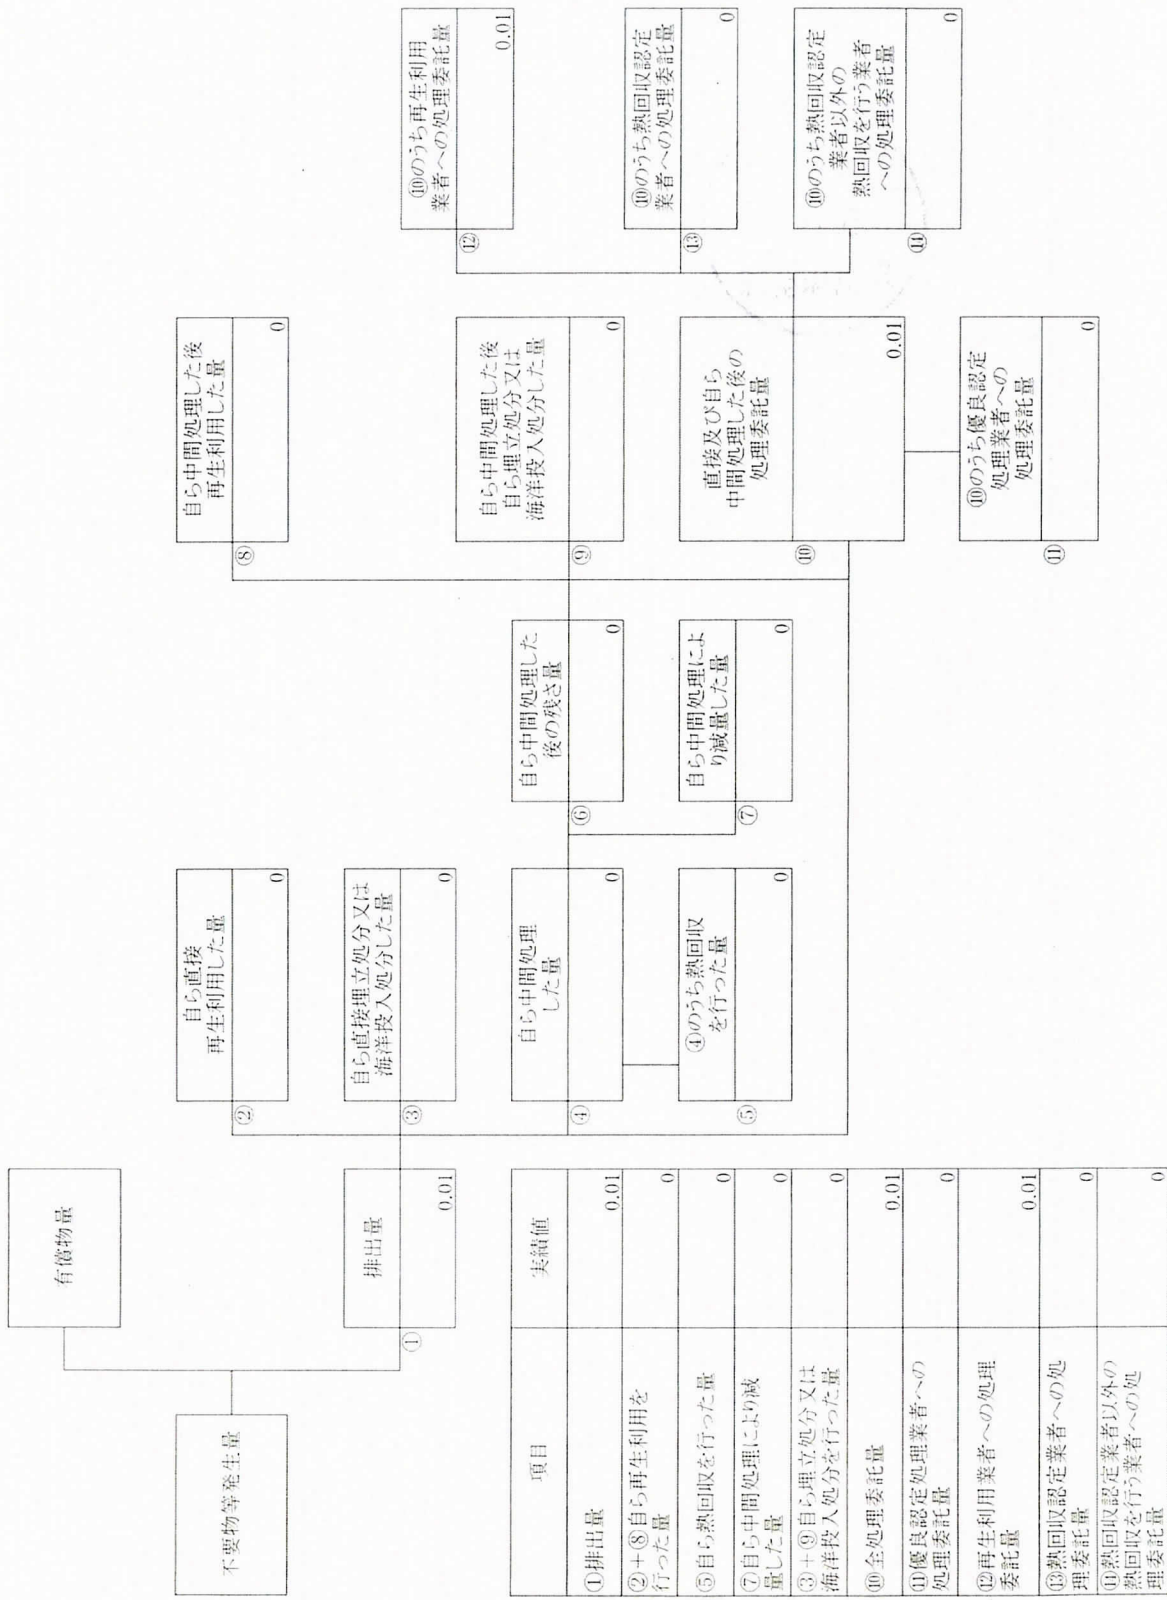 不要物等発生量
有償物量
排出量
①
0.01
自ら直接
再生利用した量
②
0
自ら直接埋立処分又は
海洋投入処分した量
③
0
自ら中間処理
した量
④
0
④のうち熱回収
を行った量
⑤
0
自ら中間処理した
後の残さ量
⑥
0
自ら中間処理によ
り減量した量
⑦
0
自ら中間処理した後
再生利用した量
⑧
0
自ら中間処理した後
自ら埋立処分又は
海洋投入処分した量
⑨
0
直接及び自ら
中間処理した後の
処理委託量
⑩
0.01
⑩のうち優良認定
処理業者への
処理委託量
⑪
0
⑩のうち再生利用
業者への処理委託量
⑫
0.01
⑩のうち熱回収認定
業者への処理委託量
⑬
0
⑩のうち熱回収認定
業者以外の
熱回収を行う業者
への処理委託量
⑭
0
項目 実績値
①排出量 0.01
②+⑧自ら再生利用を
行った量 0
⑤自ら熱回収を行った量 0
⑦自ら中間処理により減
量した量 0
③+⑨自ら埋立処分又は
海洋投入処分を行った量 0
⑩全処理委託量 0.01
⑪優良認定処理業者への
処理委託量 0
⑫再生利用業者への処理
委託量 0.01
⑬熱回収認定業者への処
理委託量 0
⑭熱回収認定業者以外の
熱回収を行う業者への処
理委託量 0